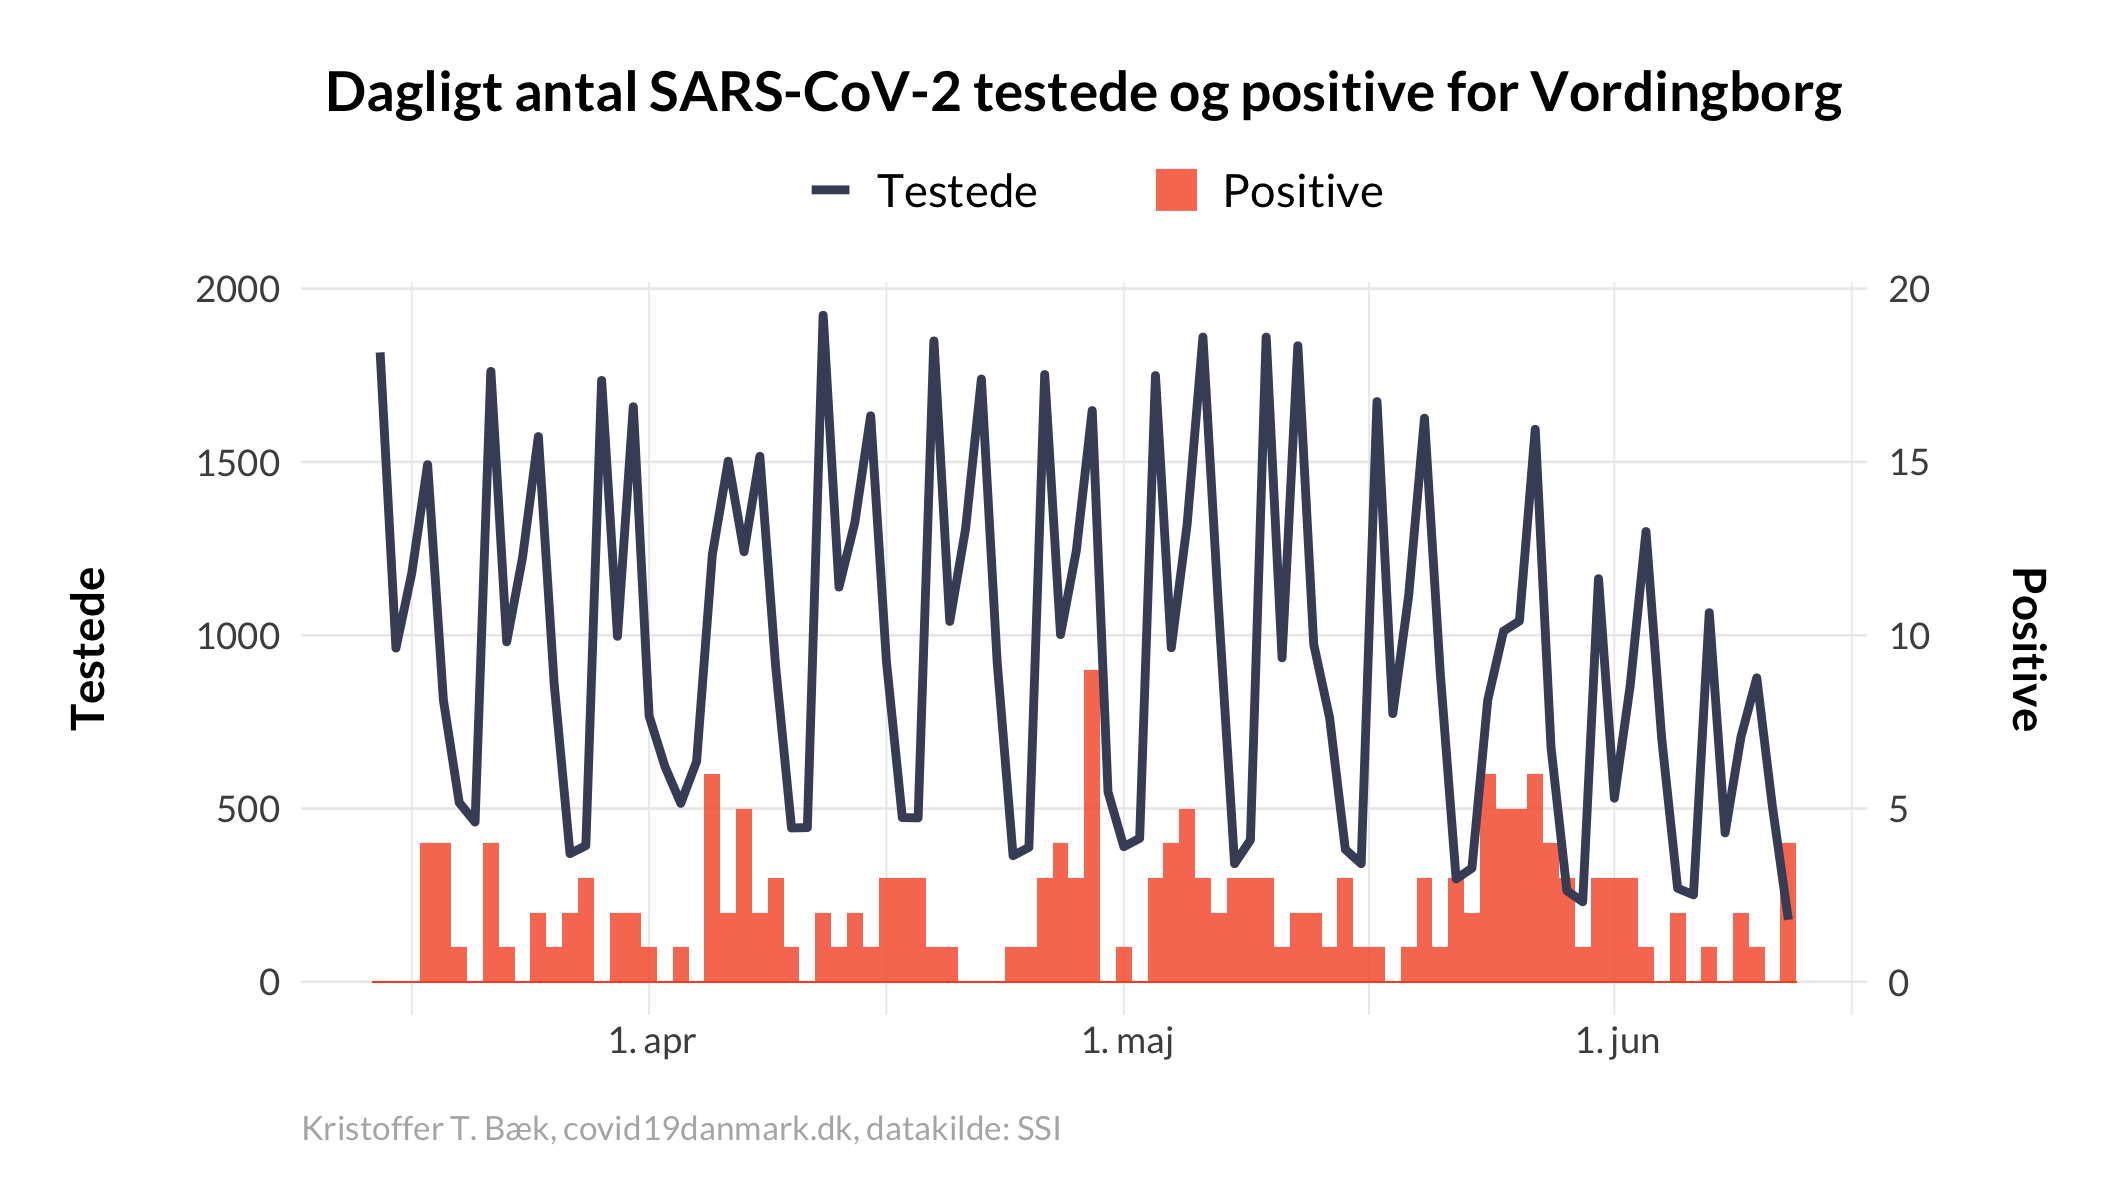 Dagligt antal SARS-CoV-2 testede og positive for Vordingborg
Testede Positive
2000 20
1500 15
1000 10
500 5
0 0
Testede
Positive
1. apr 1. maj 1. jun
Kristoffer T. Bæk, covid19danmark.dk, datakilde: SSI